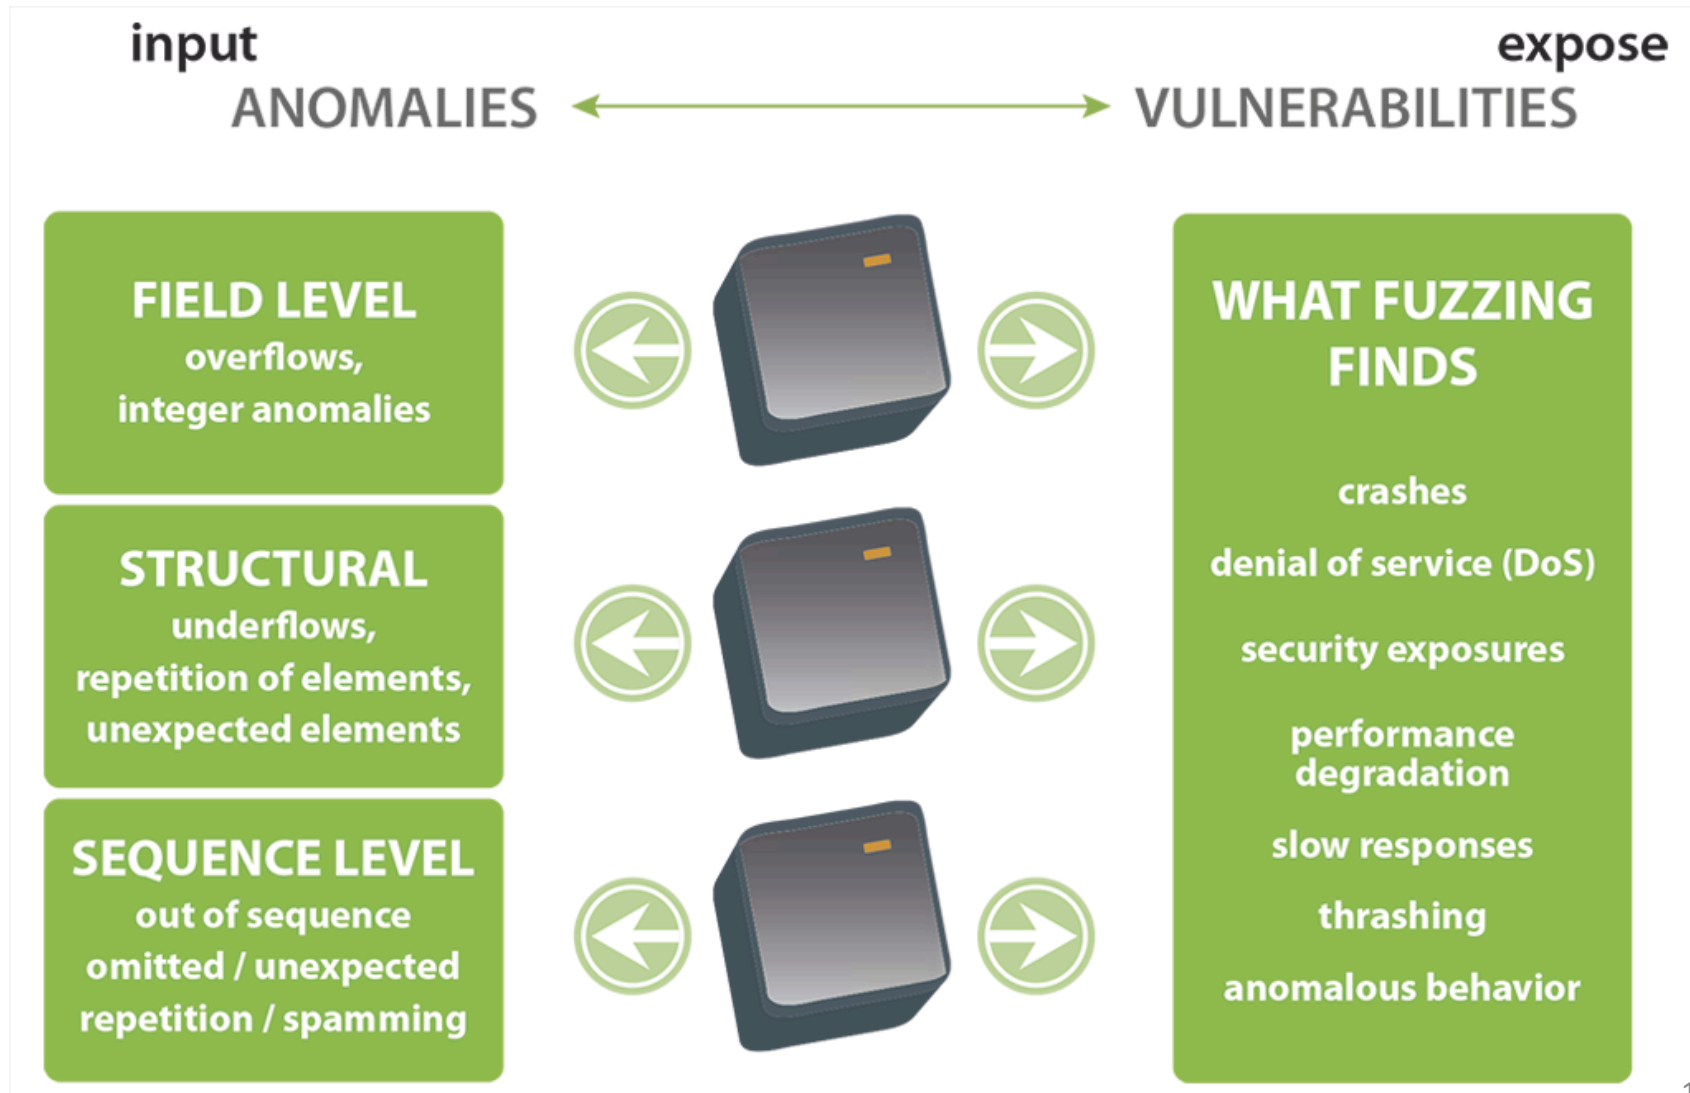 input
ANOMALIES
expose
VULNERABILITIES
FIELD LEVEL
overflows,
integer anomalies
STRUCTURAL
underflows,
repetition of elements,
unexpected elements
SEQUENCE LEVEL
out of sequence
omitted / unexpected
repetition / spamming
WHAT FUZZING
FINDS
crashes
denial of service (DoS)
security exposures
performance
degradation
slow responses
thrashing
anomalous behavior